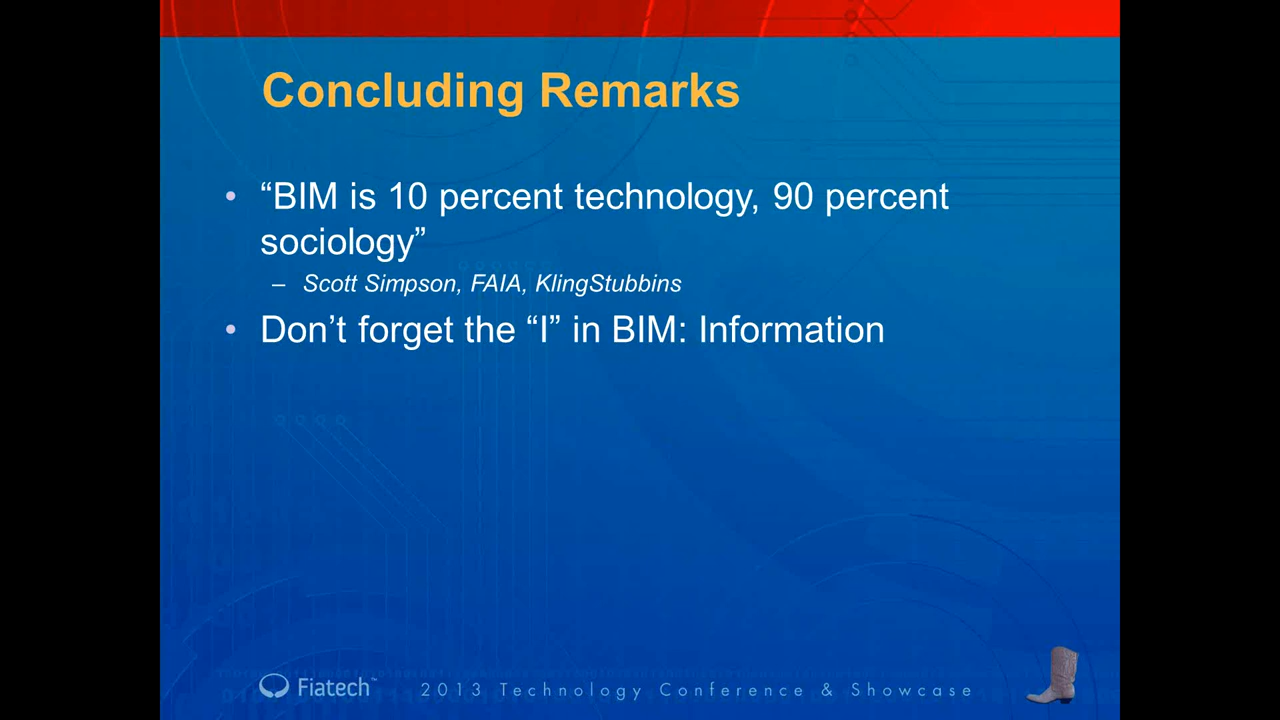 Concluding Remarks
• “BIM is 10 percent technology, 90 percent
sociology”
– Scott Simpson, FAIA, KlingStubbins
• Don’t forget the “I” in BIM: Information
Fiatech™ 2013 Technology Conference & Showcase